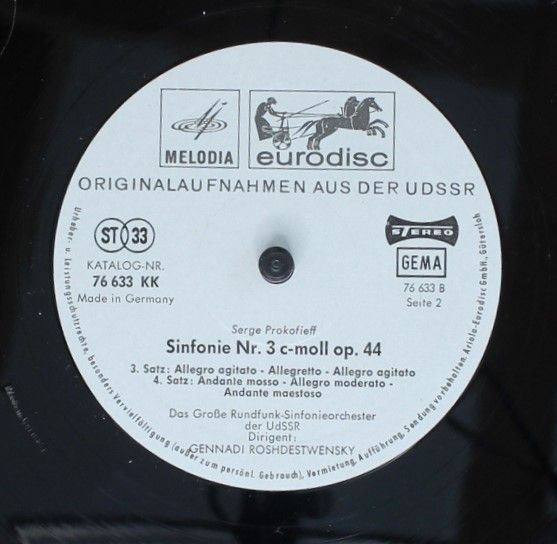 MELODIA
eurodisc
ORIGINALAUFNAHMEN AUS DER UDSSR
ST 33
STEREO
KATALOG-NR.
GEMA
76 633 KK
76 633 B
Made in Germany
Seite 2
Serge Prokofieff
Sinfonie Nr. 3 c-moll op. 44
3. Satz: Allegro agitato - Allegretto - Allegro agitato
4. Satz: Andante mosso - Allegro moderato -
Andante maestoso
Das Große Rundfunk-Sinfonieorchester
der UdSSR
Dirigent:
GENNADI ROSHDESTWENSKY
Urheber- u. Leistungsschutzrechte, besonders Vervielfältigung (außer zum persönl. Gebrauch), Vermietung, Aufführung, Sendung vorbehalten. Ariola-Eurodisc GmbH., Gütersloh